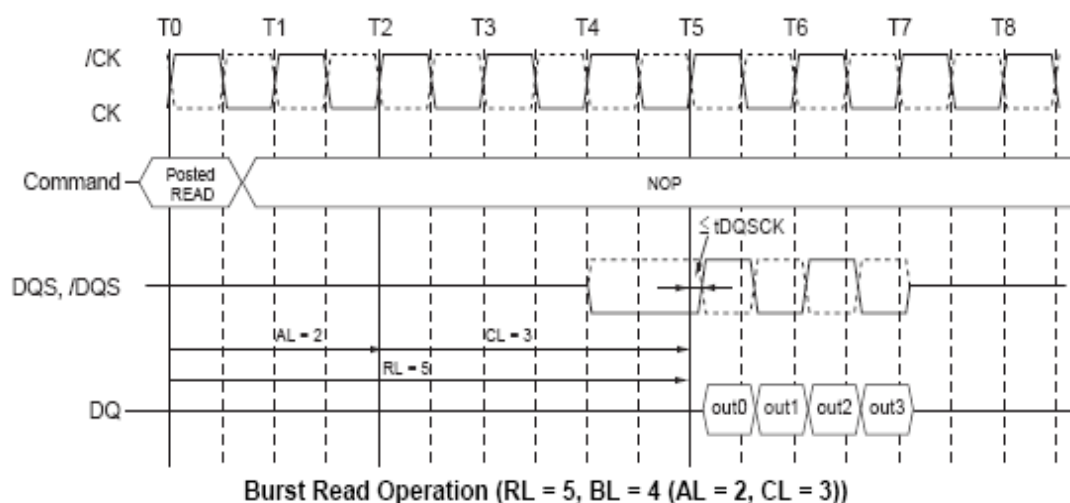 T0 T1 T2 T3 T4 T5 T6 T7 T8
/CK
CK
Command
Posted
READ
NOP
≤ tDQSCK
DQS, /DQS
AL = 2 CL = 3
RL = 5
DQ
out0 out1 out2 out3
Burst Read Operation (RL = 5, BL = 4 (AL = 2, CL = 3))